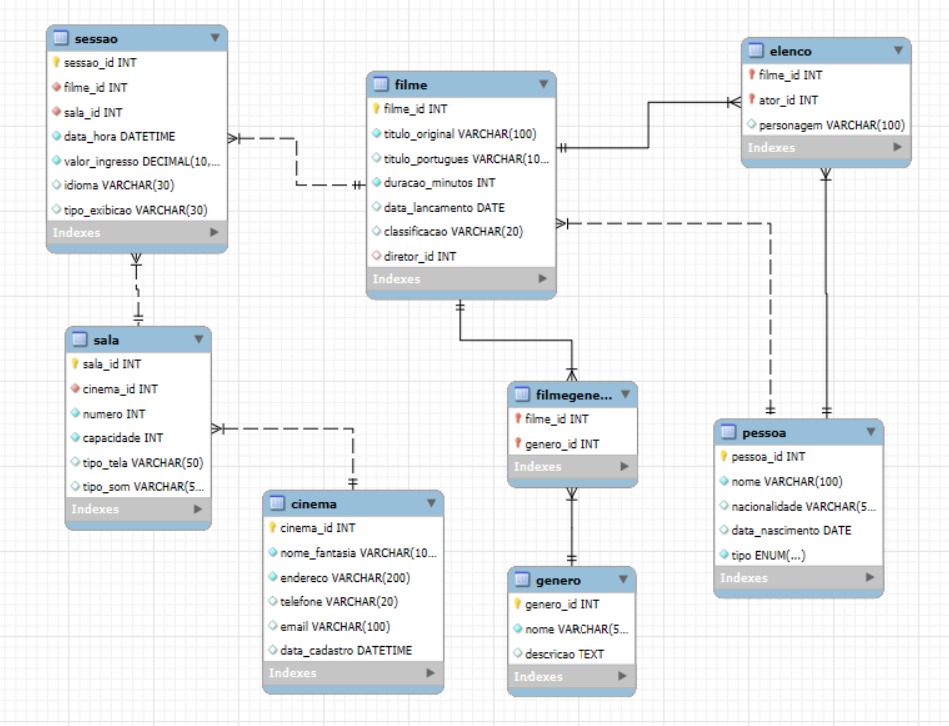 sessao
sessao_id INT
filme_id INT
sala_id INT
data_hora DATETIME
valor_ingresso DECIMAL(10,...
idioma VARCHAR(30)
tipo_exibicao VARCHAR(30)
Indexes
filme
filme_id INT
titulo_original VARCHAR(100)
titulo_portugues VARCHAR(10...
duracao_minutos INT
data_lancamento DATE
classificacao VARCHAR(20)
diretor_id INT
Indexes
elenco
filme_id INT
ator_id INT
personagem VARCHAR(100)
Indexes
sala
sala_id INT
cinema_id INT
numero INT
capacidade INT
tipo_tela VARCHAR(50)
tipo_som VARCHAR(5...
Indexes
cinema
cinema_id INT
nome_fantasia VARCHAR(10...
endereco VARCHAR(200)
telefone VARCHAR(20)
email VARCHAR(100)
data_cadastro DATETIME
Indexes
filmegene...
filme_id INT
genero_id INT
Indexes
genero
genero_id INT
nome VARCHAR(5...
descricao TEXT
Indexes
pessoa
pessoa_id INT
nome VARCHAR(100)
nacionalidade VARCHAR(5...
data_nascimento DATE
tipo ENUM(...)
Indexes